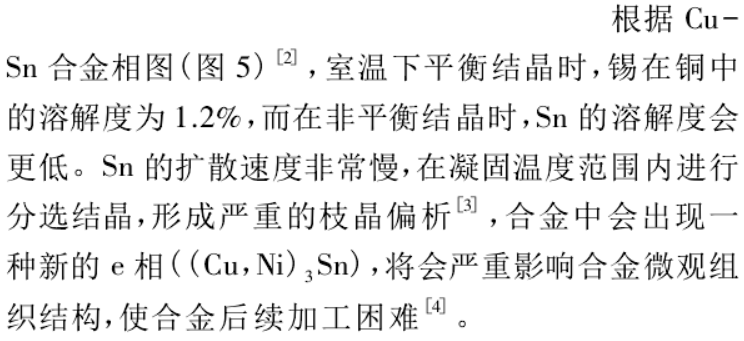 根据 Cu-
Sn 合金相图(图 5)[2],室温下平衡结晶时,锡在铜中
的溶解度为 1.2%,而在非平衡结晶时,Sn 的溶解度会
更低。Sn 的扩散速度非常慢,在凝固温度范围内进行
分选结晶,形成严重的枝晶偏析[3],合金中会出现一
种新的 e 相((Cu,Ni)3Sn),将会严重影响合金微观组
织结构,使合金后续加工困难[4]。